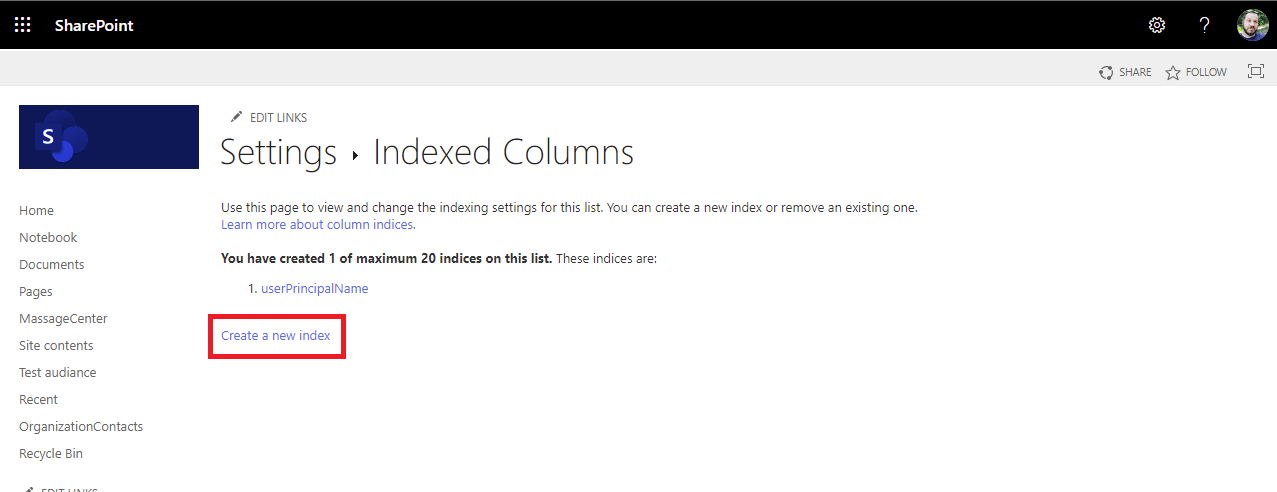 SharePoint
?
SHARE
FOLLOW
S
EDIT LINKS
Settings ▸ Indexed Columns
Use this page to view and change the indexing settings for this list. You can create a new index or remove an existing one.
Learn more about column indices.
You have created 1 of maximum 20 indices on this list. These indices are:
1. userPrincipalName
Create a new index
Home
Notebook
Documents
Pages
MassageCenter
Site contents
Test audiance
Recent
OrganizationContacts
Recycle Bin
EDIT LINKS